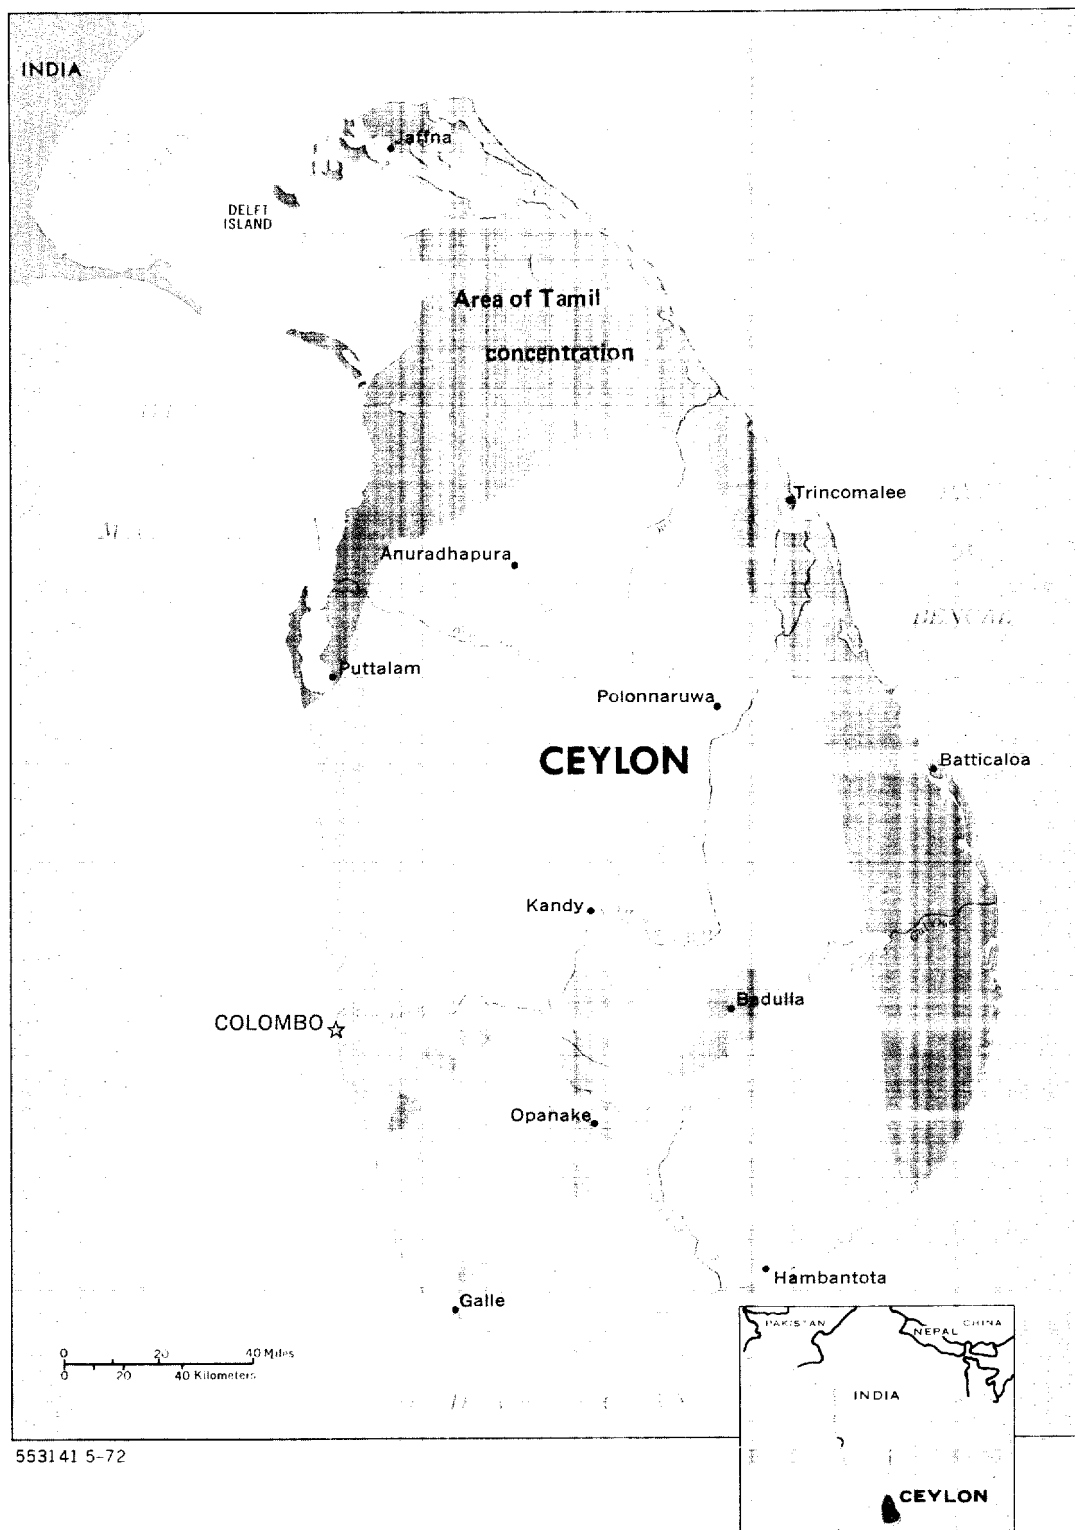 INDIA
Jaffna
DELFT
ISLAND
Area of Tamil
concentration
Trincomalee
Anuradhapura
BENGAL
Puttalam
Polonnaruwa
CEYLON
Batticaloa
Kandy
Badulla
COLOMBO
Opanake
Hambantota
Galle
0 20 40 Miles
0 20 40 Kilometers
PAKISTAN
NEPAL
CHINA
INDIA
CEYLON
553141 5-72